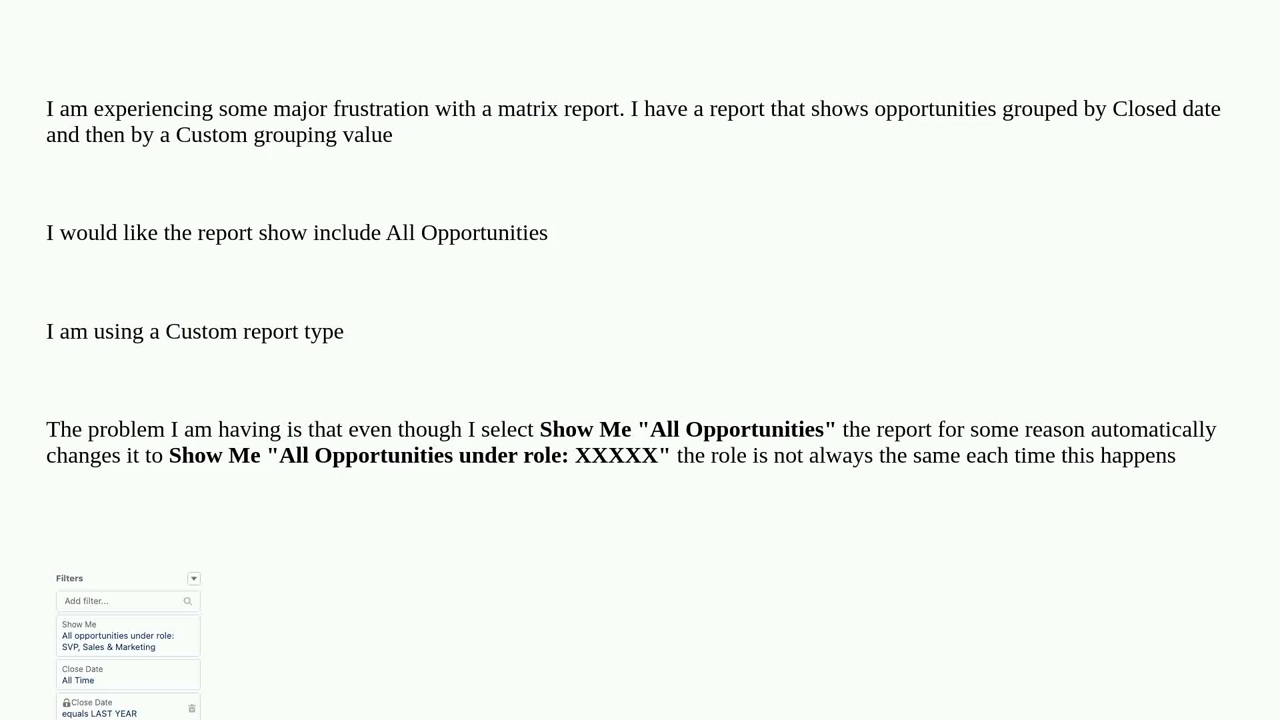 I am experiencing some major frustration with a matrix report. I have a report that shows opportunities grouped by Closed date
and then by a Custom grouping value
I would like the report show include All Opportunities
I am using a Custom report type
The problem I am having is that even though I select Show Me "All Opportunities" the report for some reason automatically
changes it to Show Me "All Opportunities under role: XXXXX" the role is not always the same each time this happens
Filters
Add filter...
Show Me
All opportunities under role:
SVP, Sales & Marketing
Close Date
All Time
Close Date
equals LAST YEAR